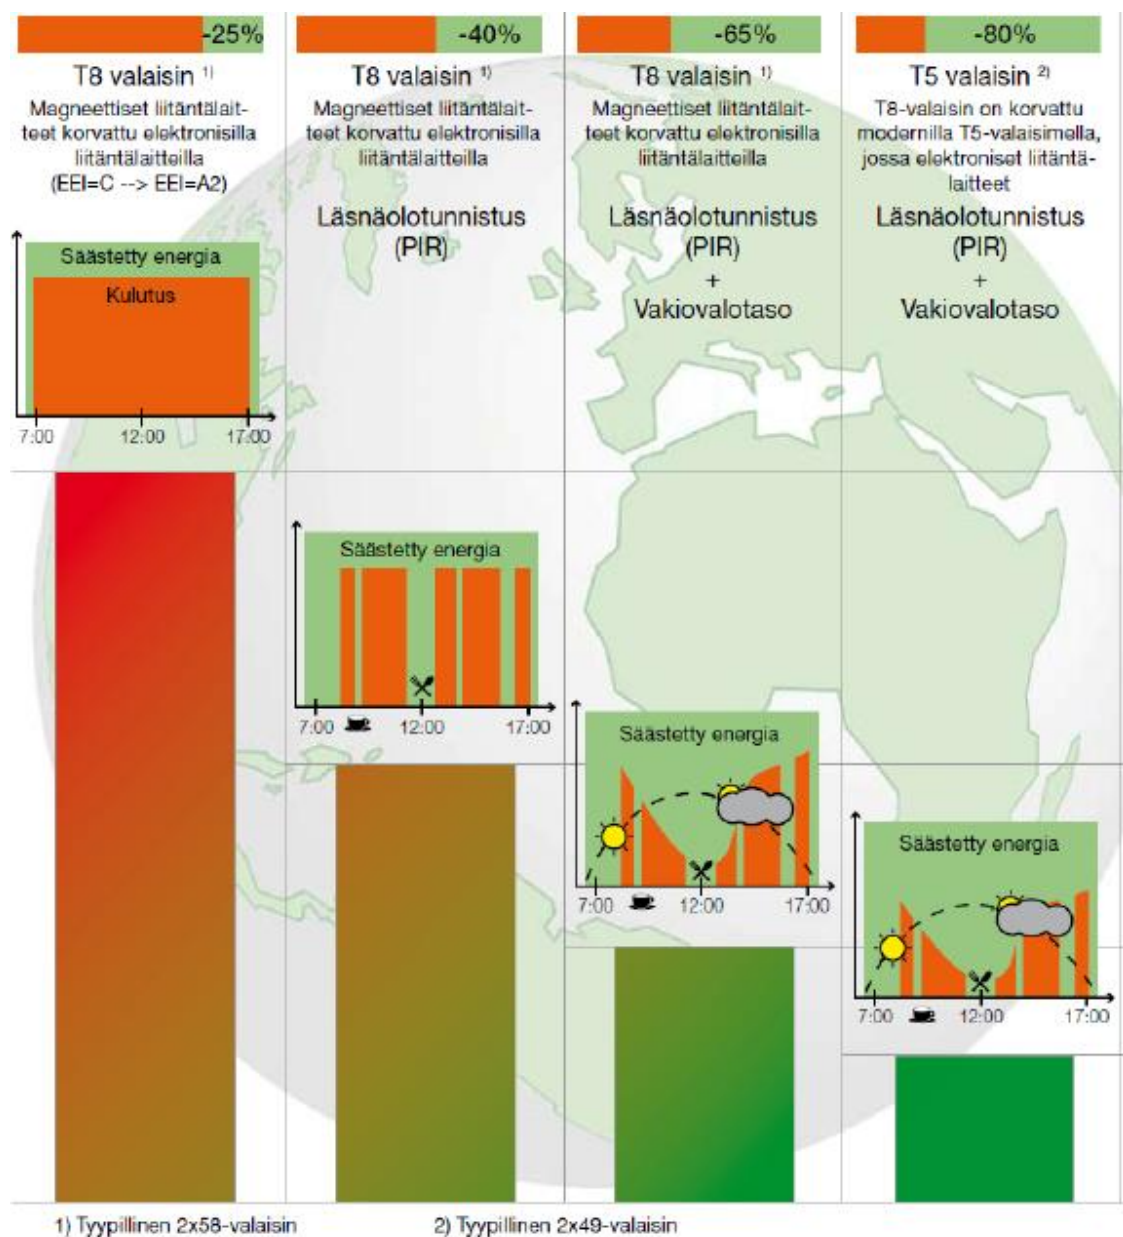 -25%
T8 valaisin 1)
Magneettiset liitäntälait-
teet korvattu elektronisilla
liitäntälaitteilla
(EEI=C --> EEI=A2)
Säästetty energia
Kulutus
7:00 12:00 17:00
-40%
T8 valaisin 1)
Magneettiset liitäntälait-
teet korvattu elektronisilla
liitäntälaitteilla
Läsnäolotunnistus
(PIR)
Säästetty energia
7:00 12:00 17:00
-65%
T8 valaisin 1)
Magneettiset liitäntälait-
teet korvattu elektronisilla
liitäntälaitteilla
Läsnäolotunnistus
(PIR)
+
Vakiovalotaso
Säästetty energia
7:00 12:00 17:00
-80%
T5 valaisin 2)
T8-valaisin on korvattu
modernilla T5-valaisimella,
jossa elektroniset liitäntä-
laitteet
Läsnäolotunnistus
(PIR)
+
Vakiovalotaso
Säästetty energia
7:00 12:00 17:00
1) Tyypillinen 2x58-valaisin
2) Tyypillinen 2x49-valaisin